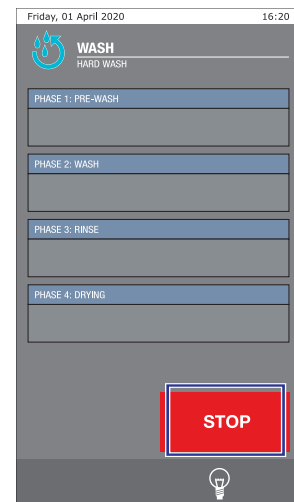 Friday, 01 April 2020 16:20
WASH
HARD WASH
PHASE 1: PRE-WASH
PHASE 2: WASH
PHASE 3: RINSE
PHASE 4: DRYING
STOP